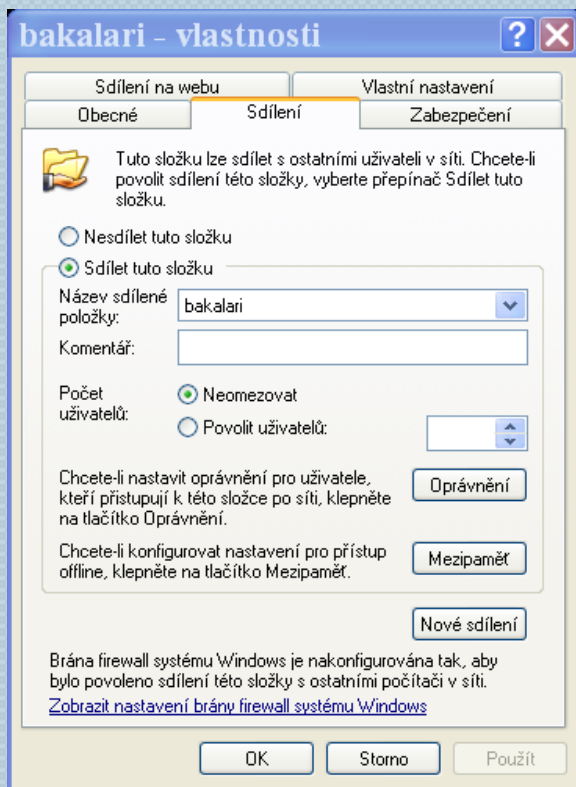 bakalari - vlastnosti
Sdílení na webu
Vlastní nastavení
Obecné
Sdílení
Zabezpečení
Tuto složku lze sdílet s ostatními uživateli v síti. Chcete-li
povolit sdílení této složky, vyberte přepínač Sdílet tuto
složku.
Nesdílet tuto složku
Sdílet tuto složku
Název sdílené
položky:
bakalari
Komentář:
Počet
uživatelů:
Neomezovat
Povolit uživatelů:
Chcete-li nastavit oprávnění pro uživatele,
kteří přistupují k této složce po síti, klepněte
na tlačítko Oprávnění.
Oprávnění
Chcete-li konfigurovat nastavení pro přístup
offline, klepněte na tlačítko Mezipaměť.
Mezipaměť
Nové sdílení
Brána firewall systému Windows je nakonfigurována tak, aby
bylo povoleno sdílení této složky s ostatními počítači v síti.
Zobrazit nastavení brány firewall systému Windows
OK
Storno
Použít